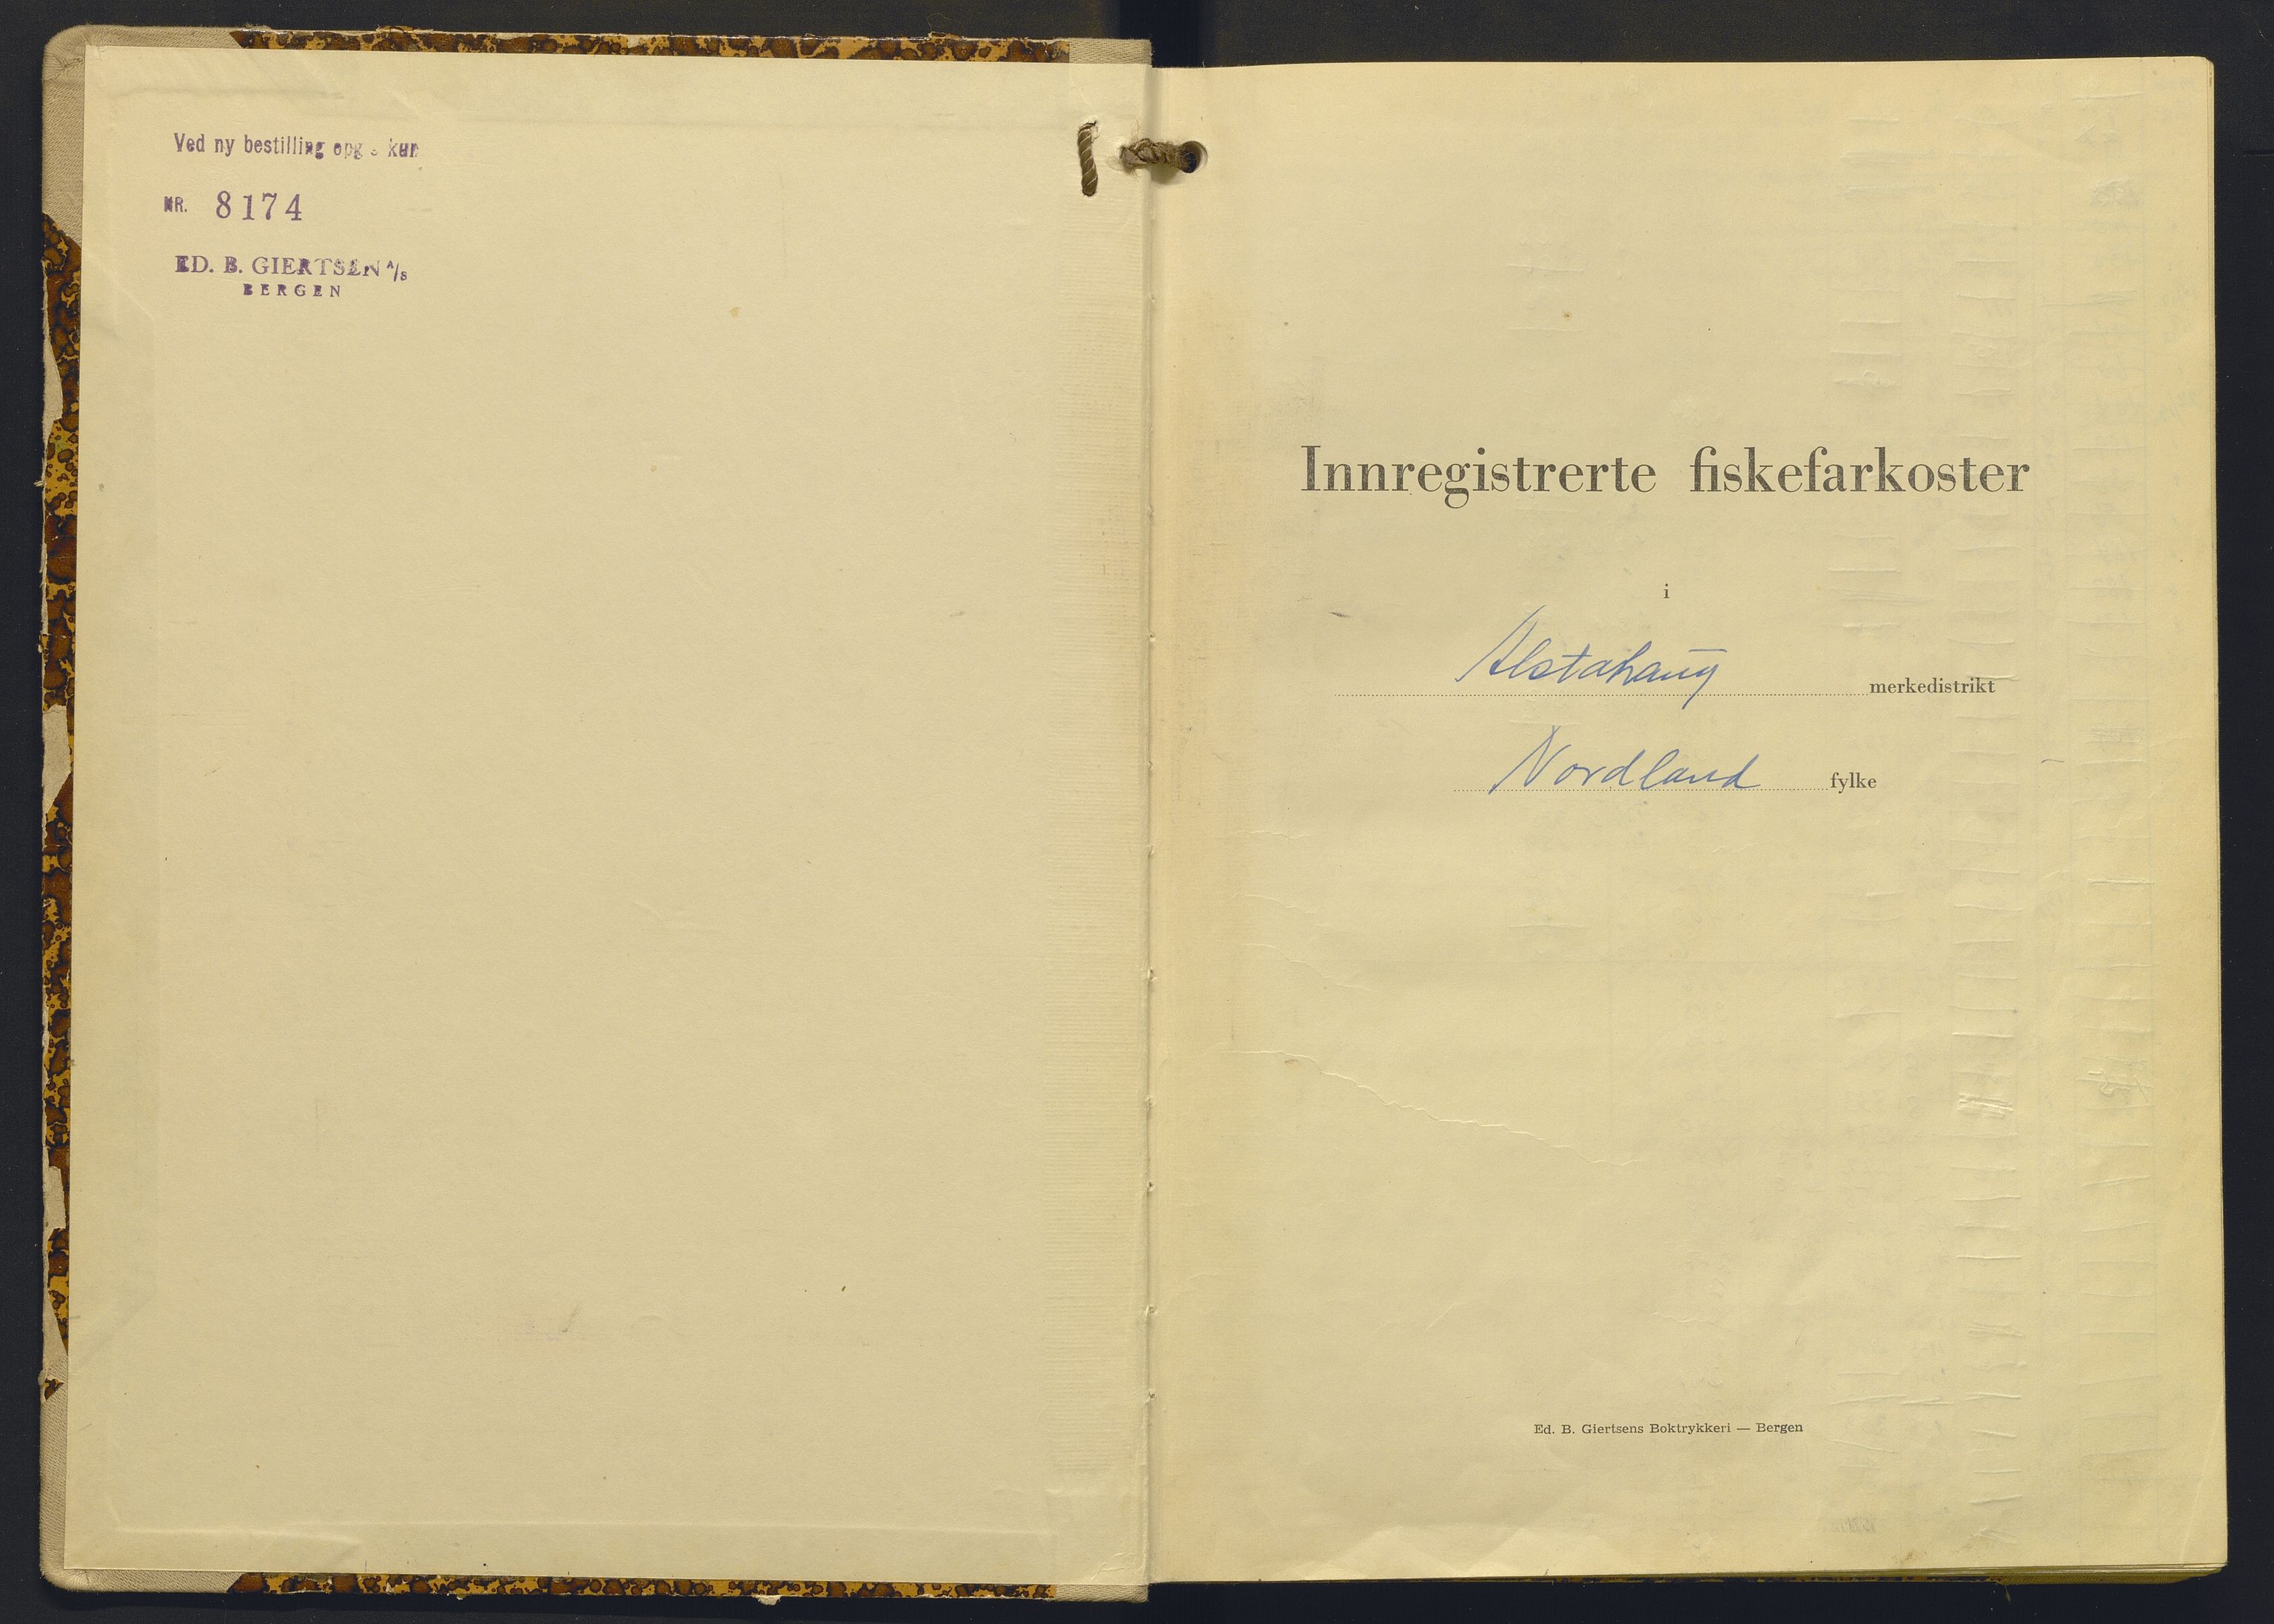 Ved ny bestilling opg e kun
NR. 8174
ED. B. GIERTSEN A/S
BERGEN
Innregistrerte fiskefarkoster
i
Alstahaug merkedistrikt
Nordland fylke
Ed. B. Giertsens Boktrykkeri — Bergen